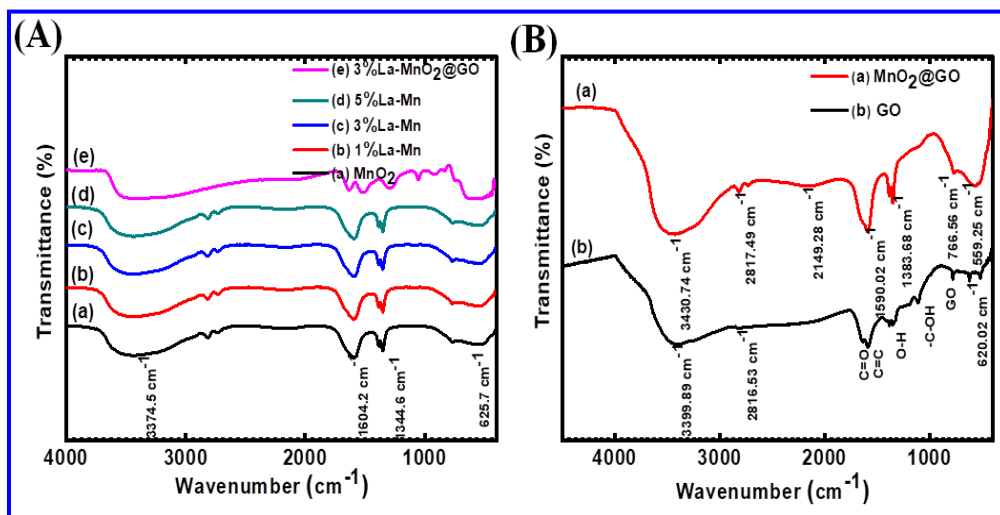 (A)
Transmittance (%)
(e) 3%La-MnO₂@GO
(d) 5%La-Mn
(c) 3%La-Mn
(b) 1%La-Mn
(a) MnO₂
(e)
(d)
(c)
(b)
(a)
3374.5 cm⁻¹
1604.2 cm⁻
1344.6 cm⁻¹
625.7 cm⁻¹
4000 3000 2000 1000
Wavenumber (cm⁻¹)
(B)
Transmittance (%)
(a) MnO₂@GO
(b) GO
(a)
3430.74 cm⁻¹
2817.49 cm⁻¹
2149.28 cm⁻¹
1590.02 cm⁻¹
1383.68 cm⁻¹
766.56 cm⁻¹
559.25 cm⁻¹
(b)
3399.89 cm⁻¹
2816.53 cm⁻¹
C=O
C=C
O-H
-C-OH
GO
620.02 cm⁻¹
4000 3000 2000 1000
Wavenumber (cm⁻¹)